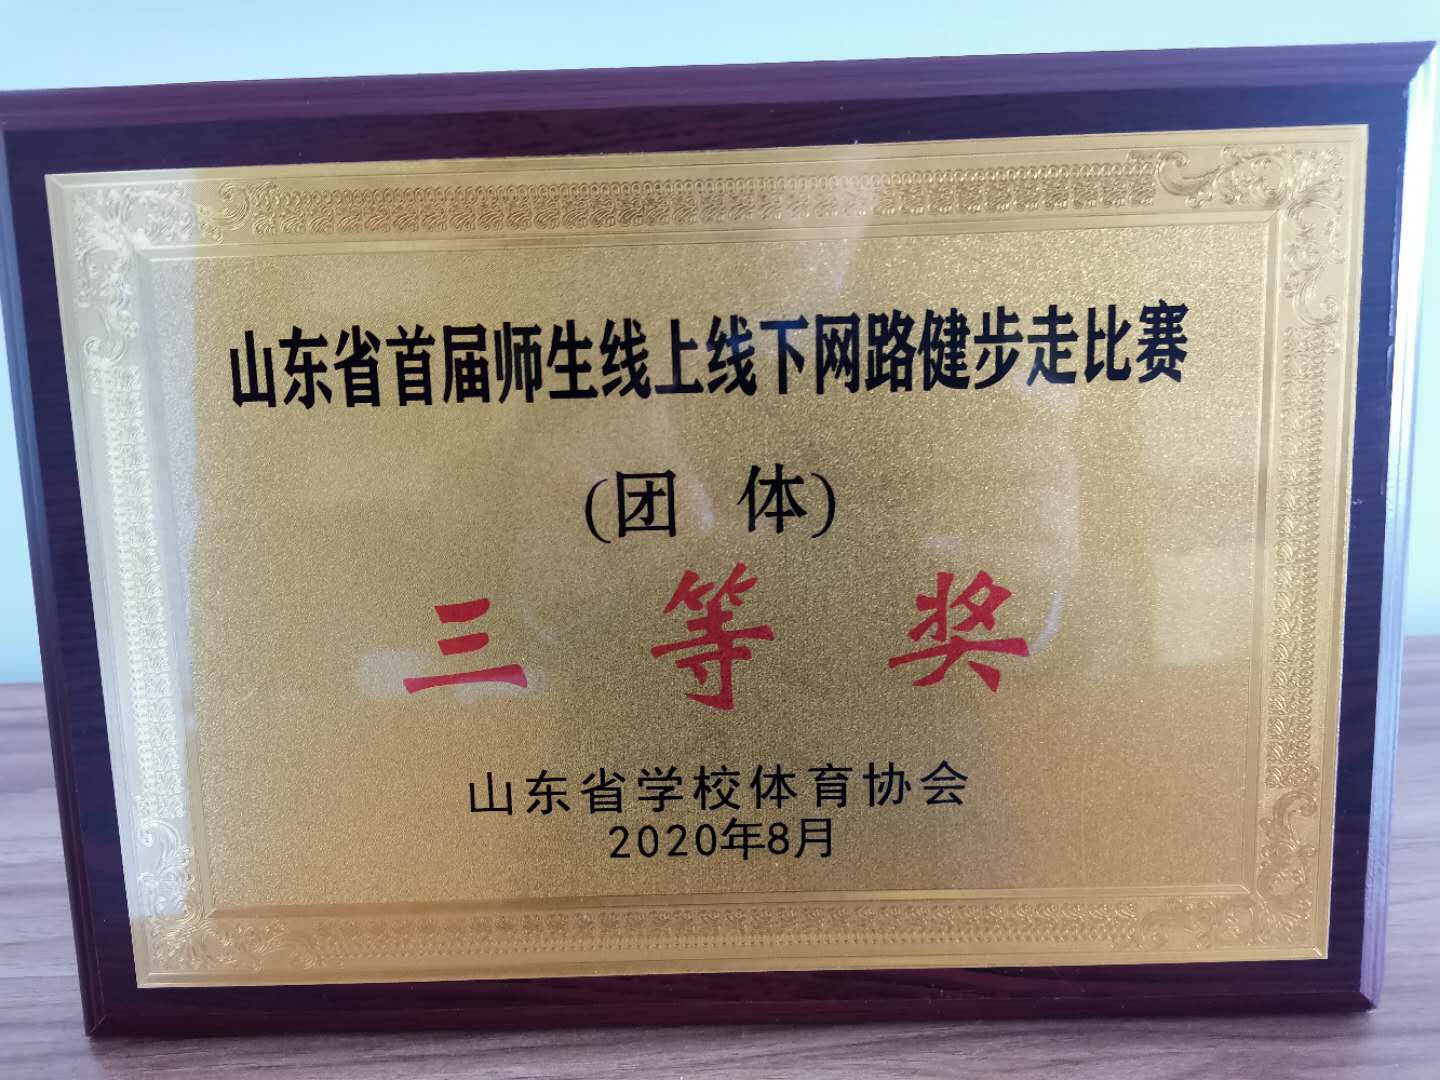 山东省首届师生线上线下网路健步走比赛
(团 体)
三 等 奖
山东省学校体育协会
2020年8月